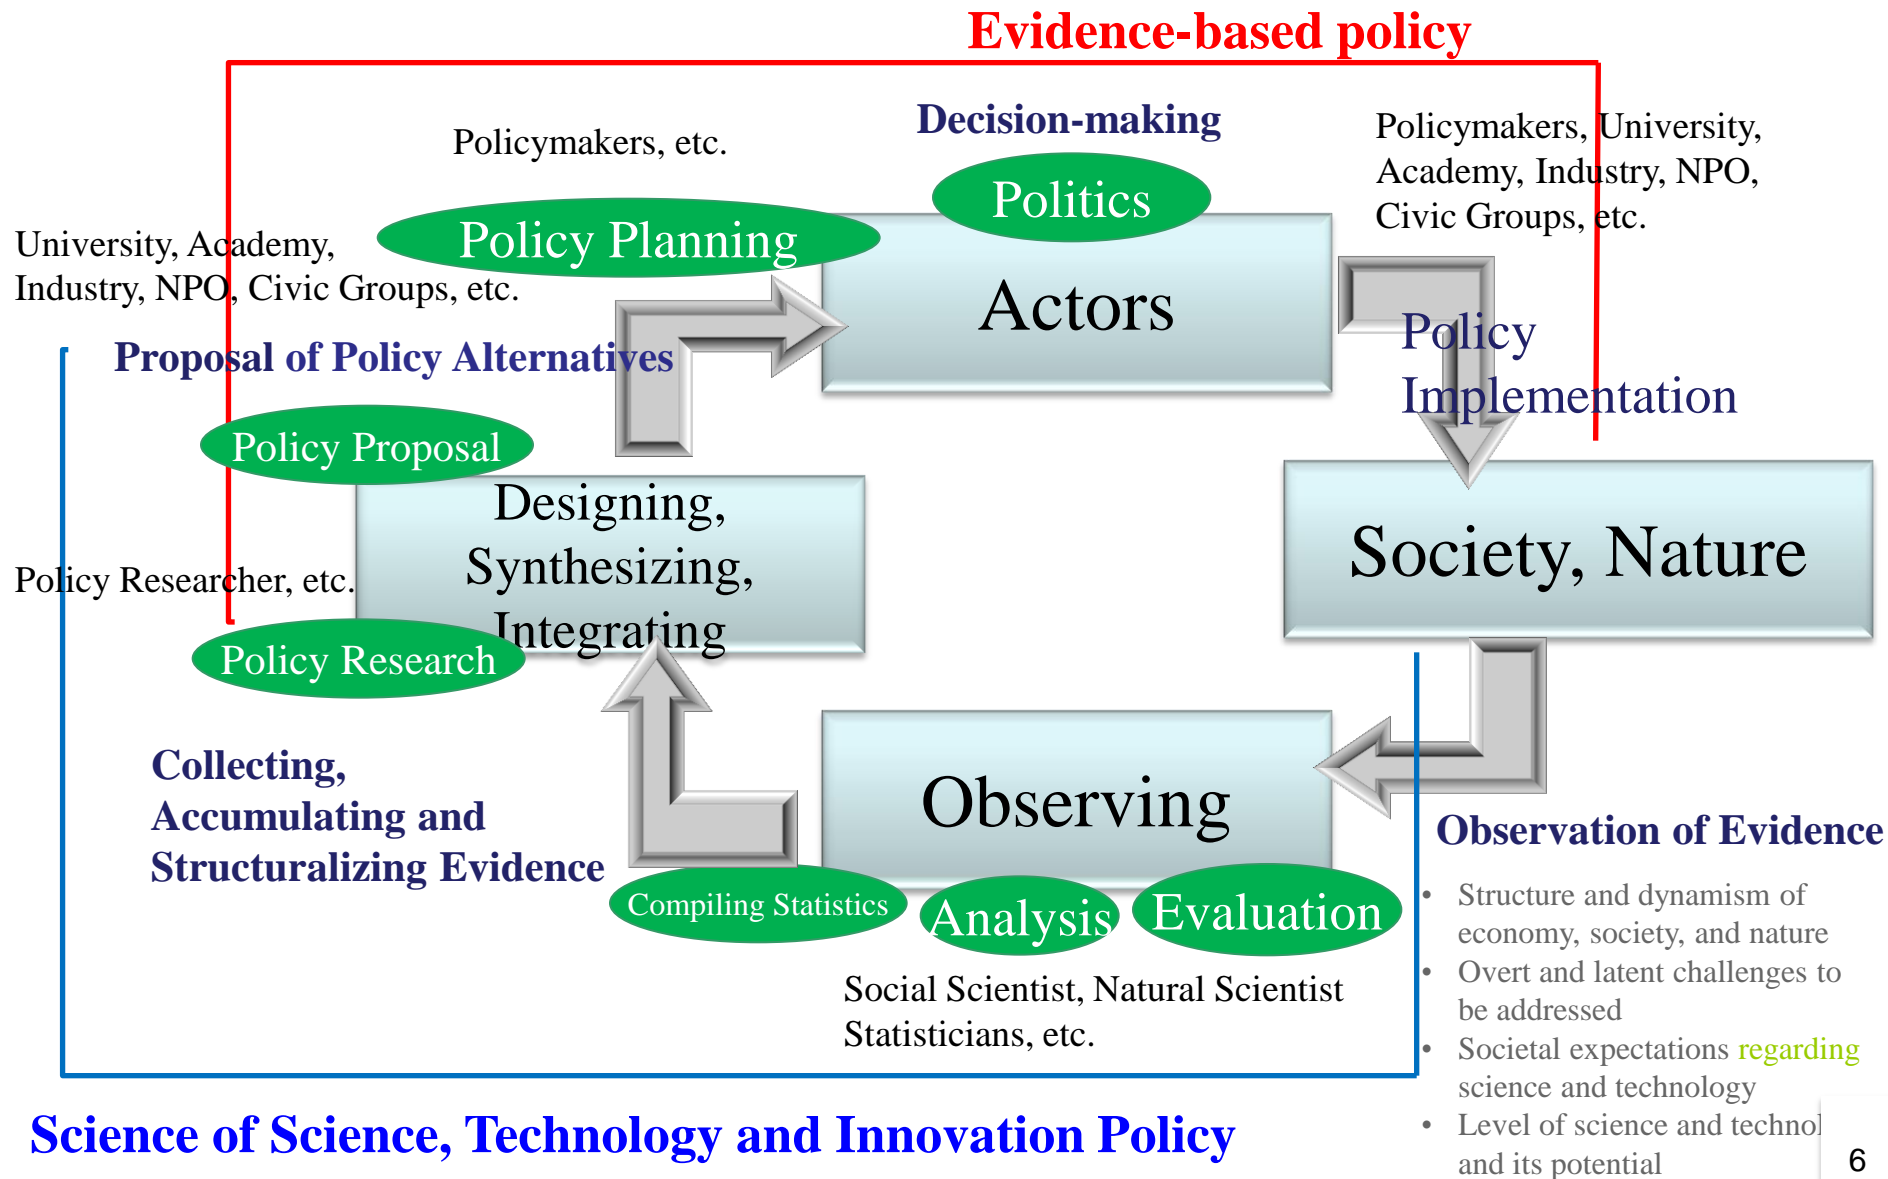 Evidence-based policy
Decision-making
Policymakers, etc.
Policymakers, University,
Academy, Industry, NPO,
Civic Groups, etc.
Politics
Policy Planning
University, Academy,
Industry, NPO, Civic Groups, etc.
Actors
Policy
Implementation
Proposal of Policy Alternatives
Policy Proposal
Designing,
Synthesizing,
Integrating
Society, Nature
Policy Researcher, etc.
Policy Research
Collecting,
Accumulating and
Structuralizing Evidence
Observing
Observation of Evidence
Compiling Statistics
Analysis
Evaluation
• Structure and dynamism of
economy, society, and nature
• Overt and latent challenges to
be addressed
• Societal expectations regarding
science and technology
• Level of science and
and its potential
Social Scientist, Natural Scientist
Statisticians, etc.
Science of Science, Technology and Innovation Policy
6